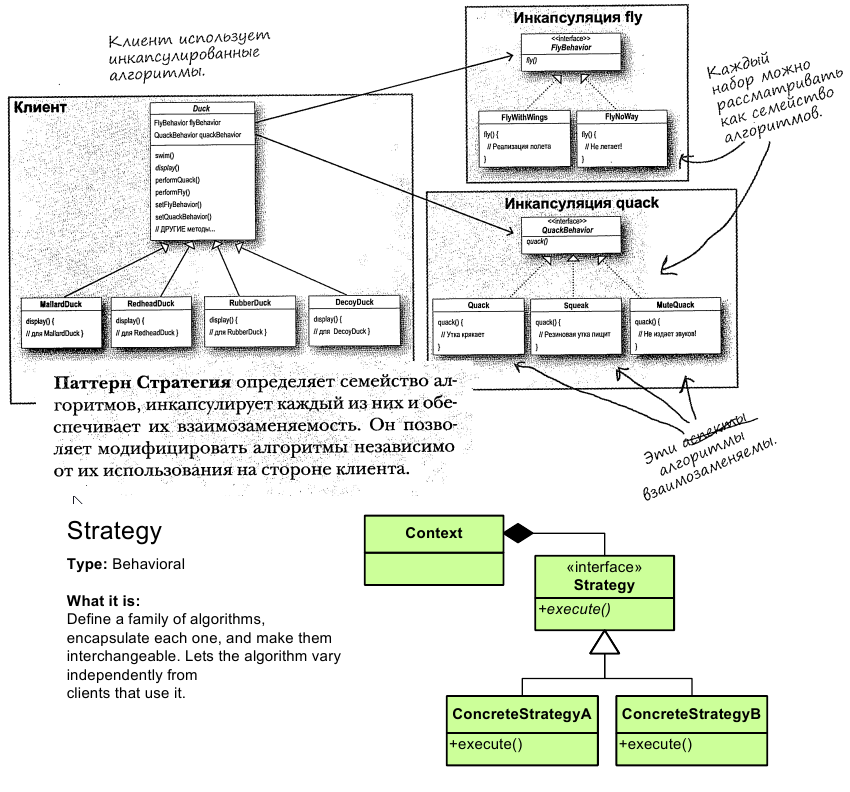 Клиент использует
инкапсулированные
алгоритмы.
Инкапсуляция fly
<<interface>>
FlyBehavior
fly()
FlyWithWings
fly() {
// Реализация полета
}
FlyNoWay
fly() {
// Не летает!
}
Каждый
набор можно
рассматривать
как семейство
алгоритмов.
Клиент
Duck
FlyBehavior flyBehavior
QuackBehavior quackBehavior
swim()
display()
performQuack()
performFly()
setFlyBehavior()
setQuackBehavior()
// ДРУГИЕ методы...
MallardDuck
display() {
// для MallardDuck }
RedheadDuck
display() {
// для RedheadDuck }
RubberDuck
display() {
// для RubberDuck }
DecoyDuck
display() {
// для DecoyDuck }
Инкапсуляция quack
<<interface>>
QuackBehavior
quack()
Quack
quack() {
// Утка крякает
}
Squeak
quack() {
// Резиновая утка пищит
}
MuteQuack
quack() {
// Не издает звуков!
}
Эти аспекты
алгоритмы
взаимозаменяемы.
Паттерн Стратегия определяет семейство ал-
горитмов, инкапсулирует каждый из них и обе-
спечивает их взаимозаменяемость. Он позво-
ляет модифицировать алгоритмы независимо
от их использования на стороне клиента.
Strategy
Type: Behavioral
What it is:
Define a family of algorithms,
encapsulate each one, and make them
interchangeable. Lets the algorithm vary
independently from
clients that use it.
Context
«interface»
Strategy
+execute()
ConcreteStrategyA
+execute()
ConcreteStrategyB
+execute()